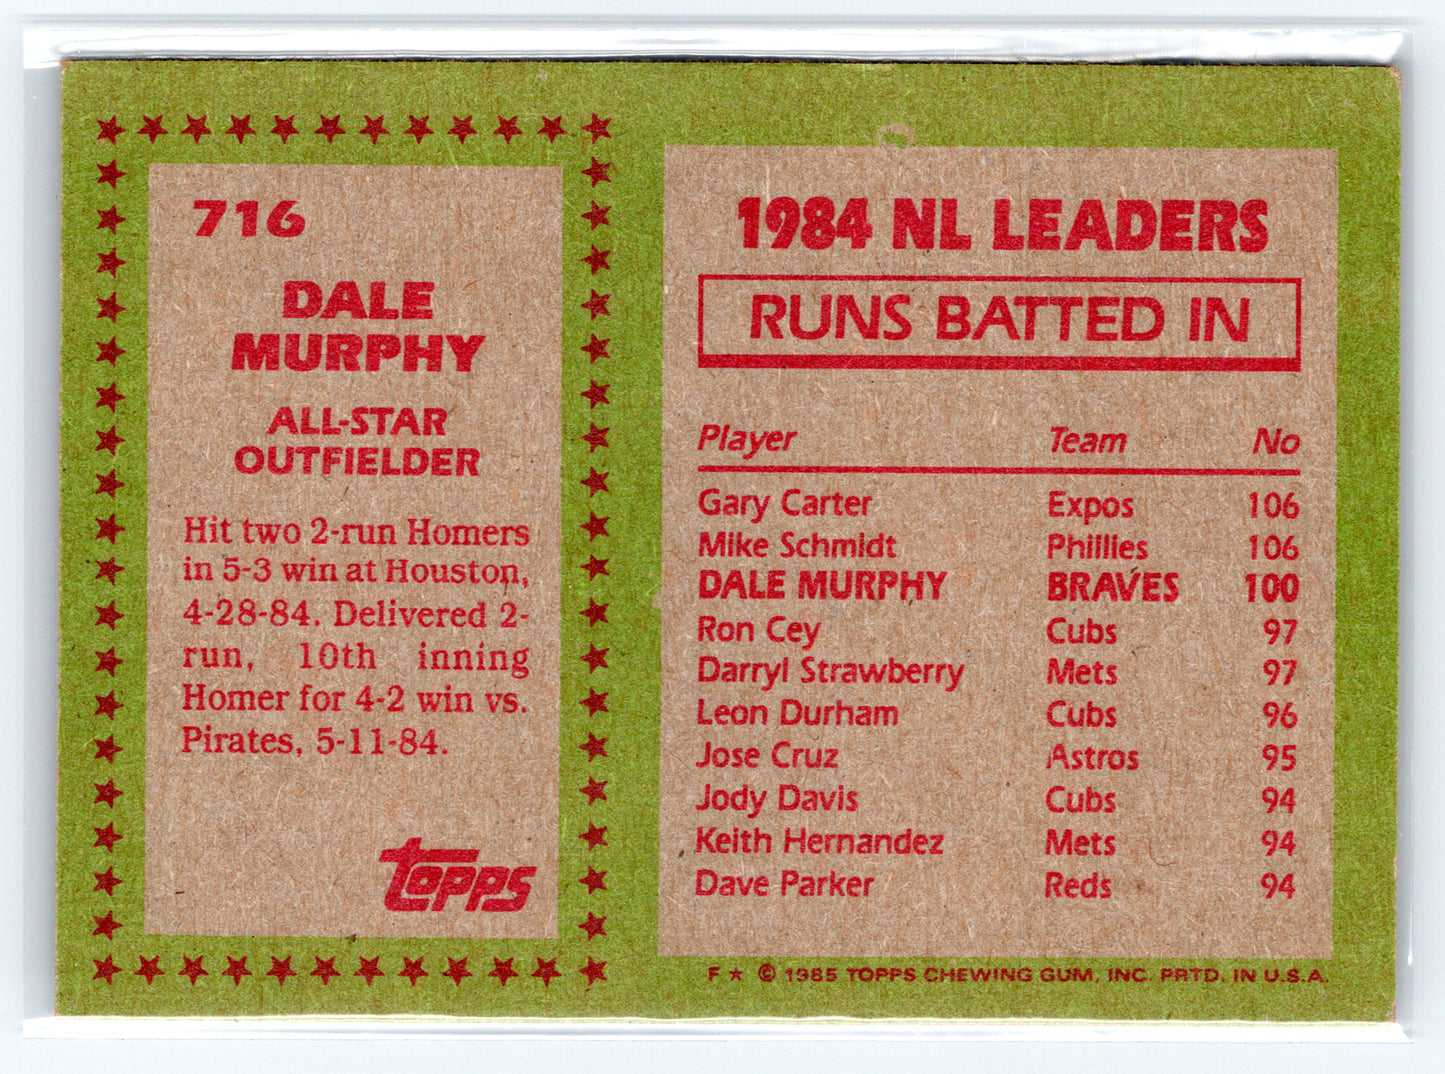 716
DALE
MURPHY
ALL-STAR
OUTFIELDER
Hit two 2-run Homers
in 5-3 win at Houston,
4-28-84. Delivered 2-
run, 10th inning
Homer for 4-2 win vs.
Pirates, 5-11-84.
topps
1984 NL LEADERS
RUNS BATTED IN
Player Team No
Gary Carter Expos 106
Mike Schmidt Phillies 106
DALE MURPHY BRAVES 100
Ron Cey Cubs 97
Darryl Strawberry Mets 97
Leon Durham Cubs 96
Jose Cruz Astros 95
Jody Davis Cubs 94
Keith Hernandez Mets 94
Dave Parker Reds 94
F ★ © 1985 TOPPS CHEWING GUM, INC. PRTD. IN U.S.A.